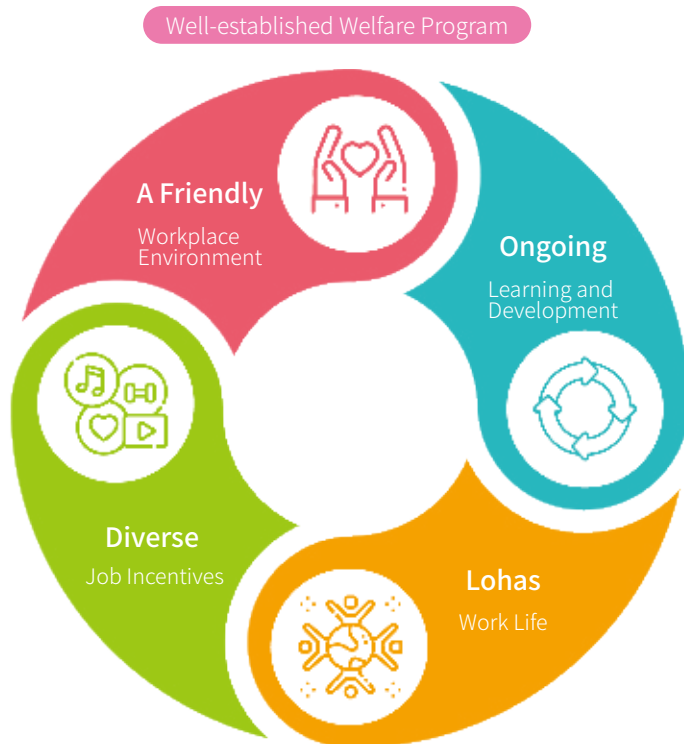 Well-established Welfare Program
A Friendly
Workplace
Environment
Ongoing
Learning and
Development
Diverse
Job Incentives
Lohas
Work Life